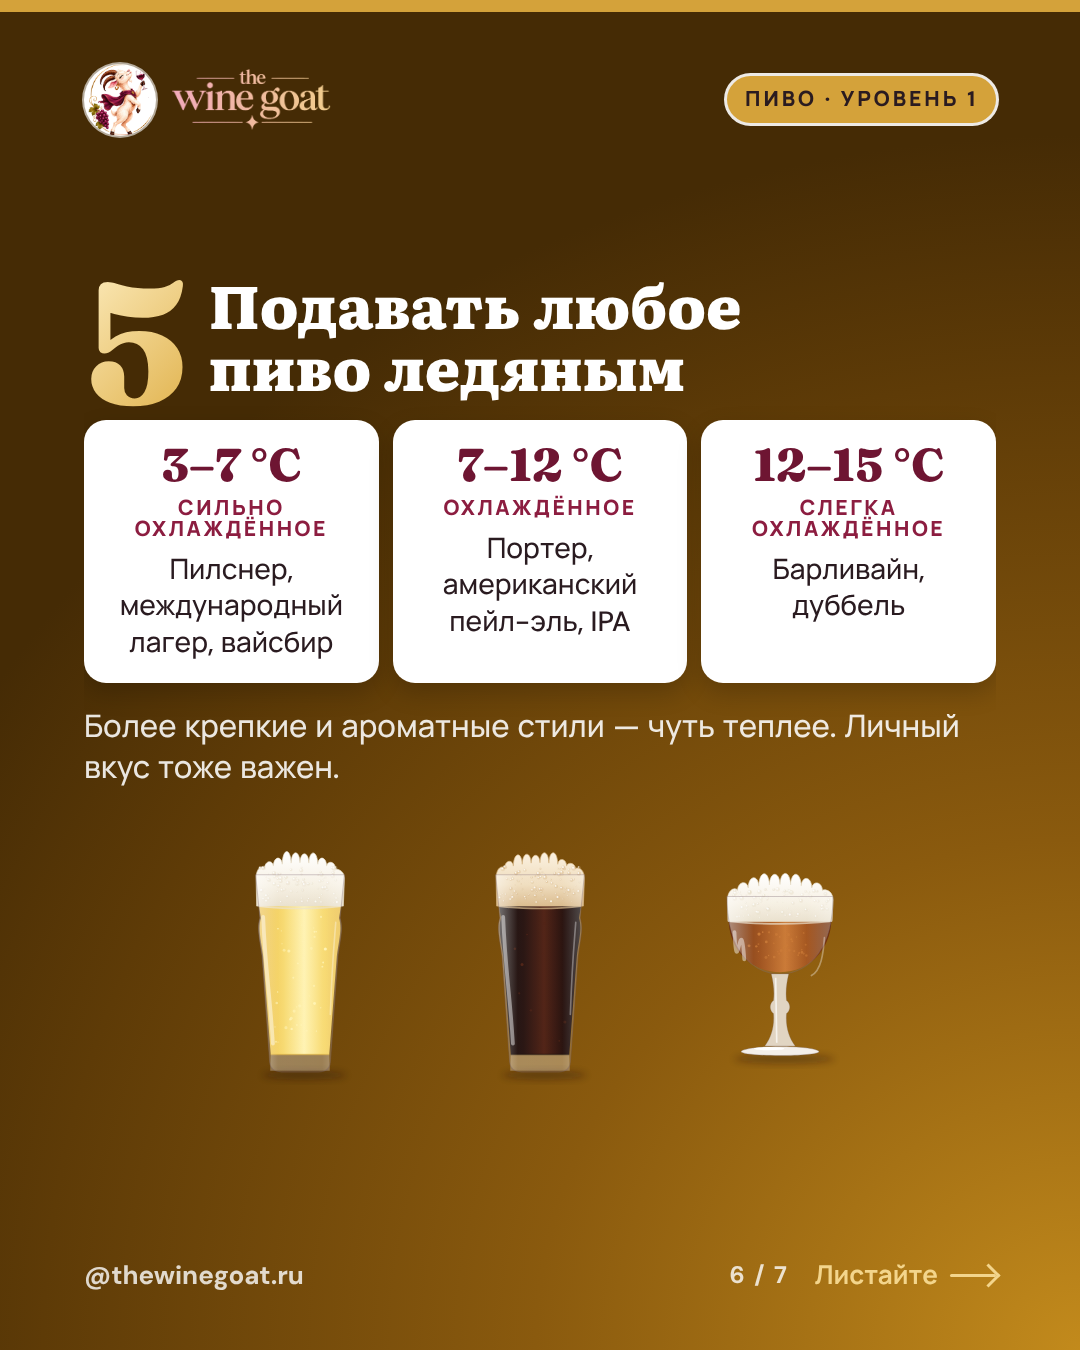 the
wine goat
ПИВО · УРОВЕНЬ 1
5
Подавать любое
пиво ледяным
3–7 °C
СИЛЬНО
ОХЛАЖДЁННОЕ
Пилснер,
международный
лагер, вайсбир
7–12 °C
ОХЛАЖДЁННОЕ
Портер,
американский
пейл-эль, IPA
12–15 °C
СЛЕГКА
ОХЛАЖДЁННОЕ
Барливайн,
дуббель
Более крепкие и ароматные стили — чуть теплее. Личный
вкус тоже важен.
@thewinegoat.ru
6 / 7
Листайте